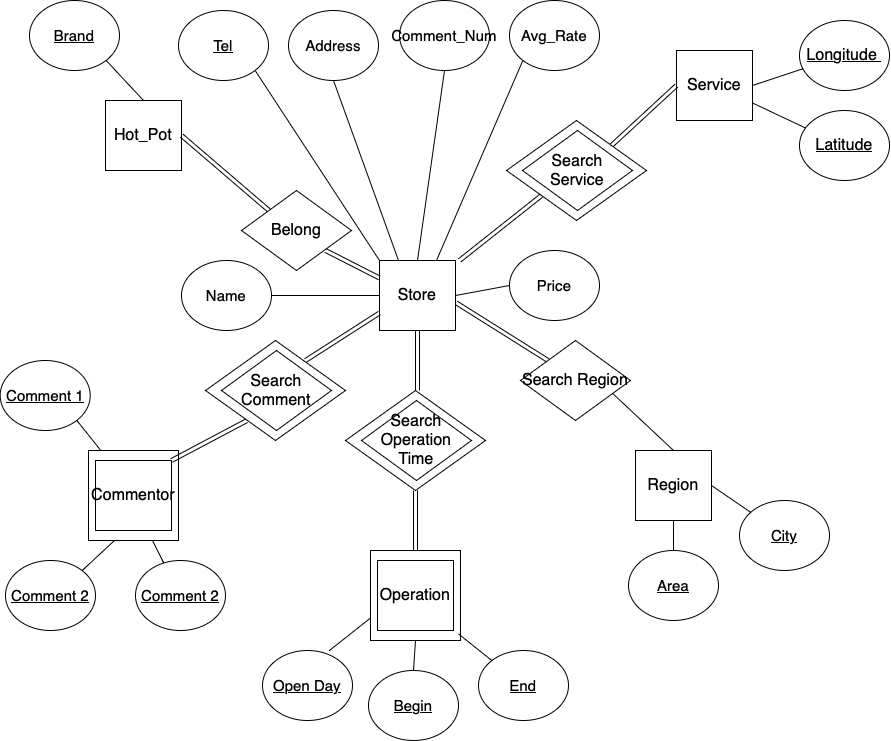 Brand
Tel
Address
Comment_Num
Avg_Rate
Service
Longitude
Latitude
Hot_Pot
Search
Service
Belong
Name
Store
Price
Search
Comment
Search Region
Comment 1
Search
Operation
Time
Commentor
Region
City
Comment 2
Comment 2
Operation
Area
Open Day
Begin
End